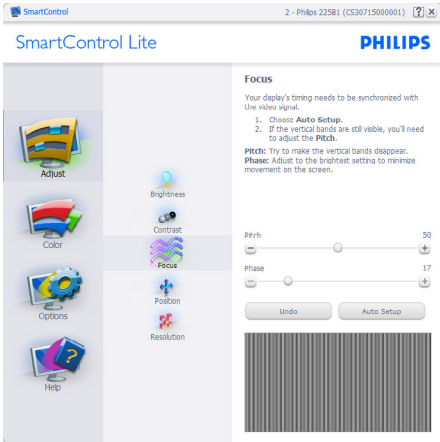 SmartControl
2 - Philips 225B1 (CS30715000001)
? X
SmartControl Lite
PHILIPS
Adjust
Color
Options
Help
Brightness
Contrast
Focus
Position
Resolution
Focus
Your display's timing needs to be synchronized with
the video signal.
1. Choose Auto Setup.
2. If the vertical bands are still visible, you'll need
to adjust the Pitch.
Pitch: Try to make the vertical bands disappear.
Phase: Adjust to the brightest setting to minimize
movement on the screen.
Pitch 50
Phase 17
Undo
Auto Setup